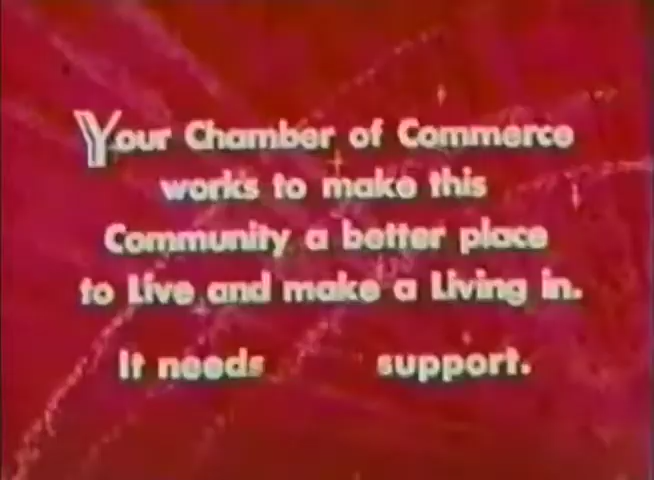 Your Chamber of Commerce
works to make this
Community a better place
to Live and make a Living in.
It needs support.